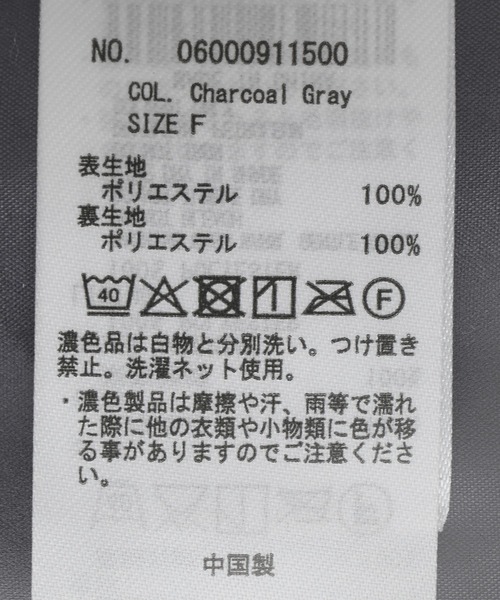 NO. 06000911500
COL. Charcoal Gray
SIZE F
表生地
ポリエステル 100%
裏生地
ポリエステル 100%
40 F
濃色品は白物と分別洗い。つけ置き
禁止。洗濯ネット使用。
・濃色製品は摩擦や汗、雨等で濡れ
た際に他の衣類や小物類に色が移
る事がありますのでご注意くださ
い。
中国製